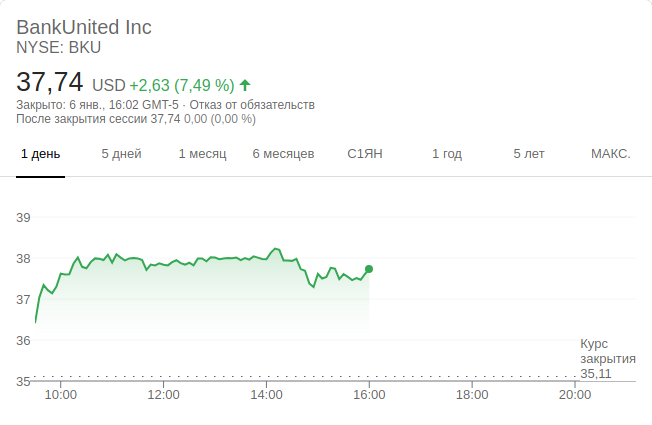 BankUnited Inc
NYSE: BKU
37,74 USD +2,63 (7,49 %)
Закрыто: 6 янв., 16:02 GMT-5 · Отказ от обязательств
После закрытия сессии 37,74 0,00 (0,00 %)
1 день 5 дней 1 месяц 6 месяцев С1ЯН 1 год 5 лет МАКС.
39
38
37
36
35
Курс
закрытия
35,11
10:00 12:00 14:00 16:00 18:00 20:00